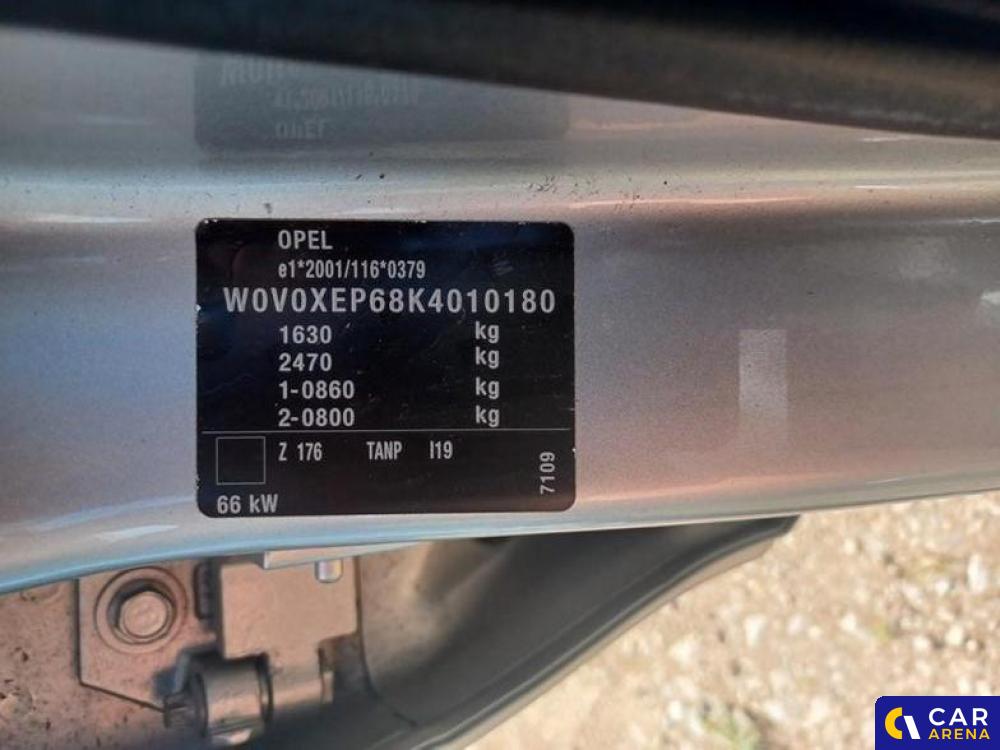 OPEL
e1*2001/116*0379
W0V0XEP68K4010180
1630 kg
2470 kg
1-0860 kg
2-0800 kg
Z 176 TANP I19
7109
66 kW
CAR
ARENA